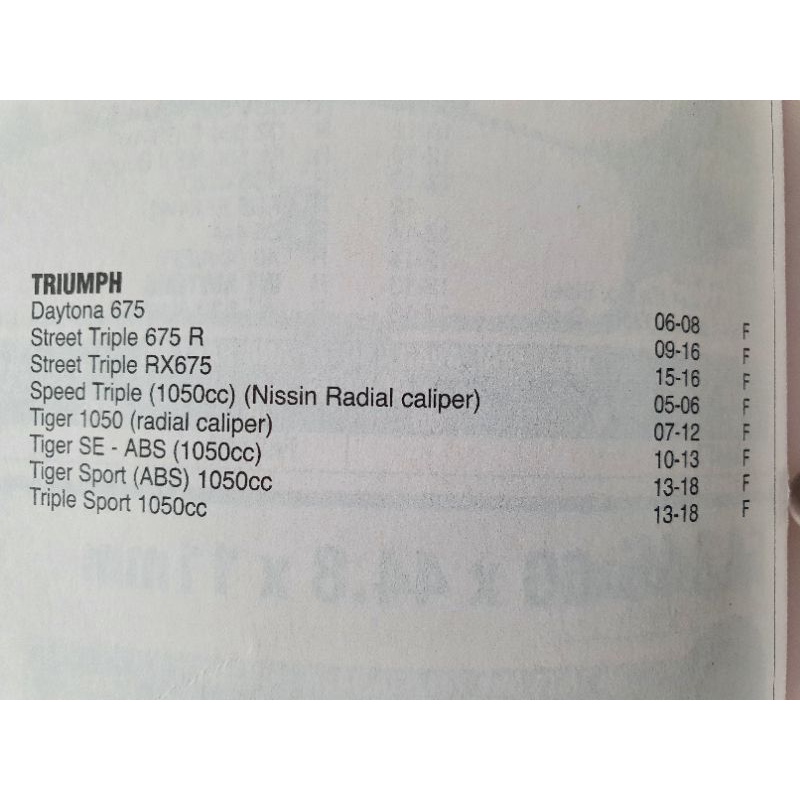 TRIUMPH
Daytona 675 06-08 F
Street Triple 675 R 09-16 F
Street Triple RX675 15-16 F
Speed Triple (1050cc) (Nissin Radial caliper) 05-06 F
Tiger 1050 (radial caliper) 07-12 F
Tiger SE - ABS (1050cc) 10-13 F
Tiger Sport (ABS) 1050cc 13-18 F
Triple Sport 1050cc 13-18 F